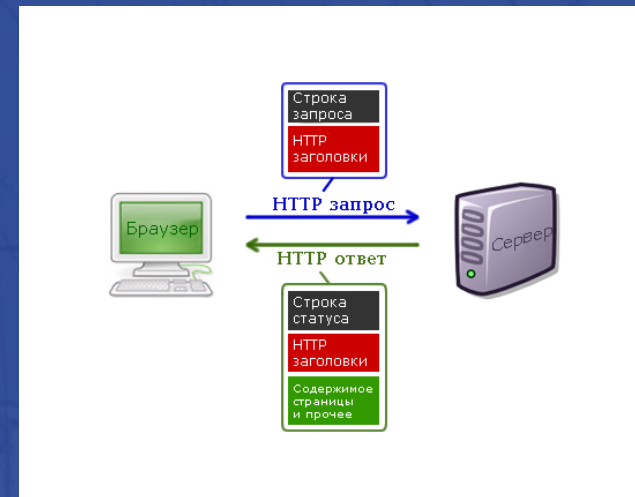 Строка
запроса
HTTP
заголовки
HTTP запрос
Браузер
Сервер
HTTP ответ
Строка
статуса
HTTP
заголовки
Содержимое
страницы
и прочее